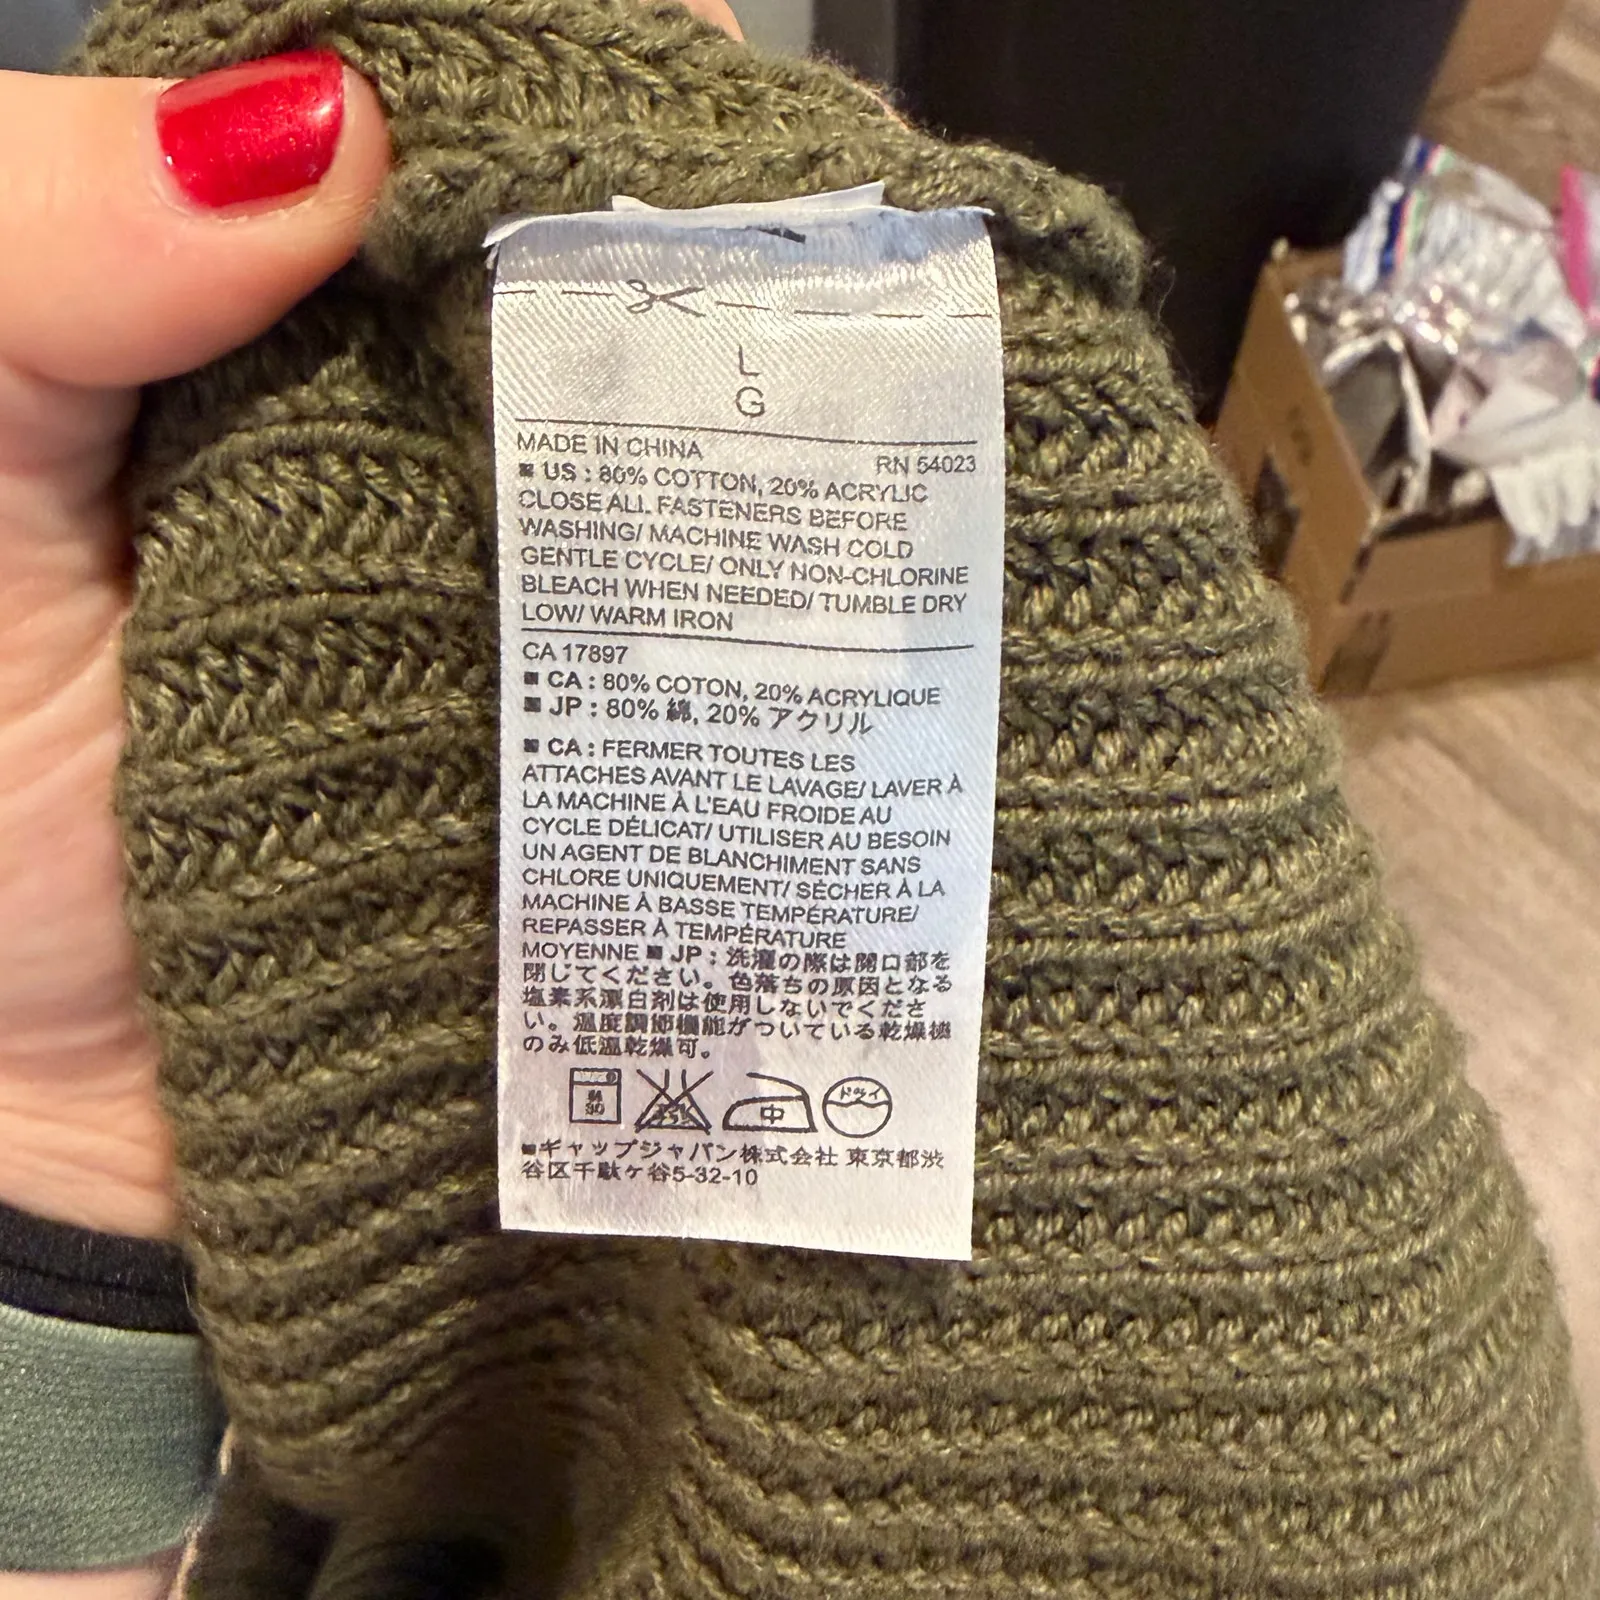 L
G
MADE IN CHINA
RN 54023
■ US : 80% COTTON, 20% ACRYLIC
CLOSE ALL FASTENERS BEFORE
WASHING/ MACHINE WASH COLD
GENTLE CYCLE/ ONLY NON-CHLORINE
BLEACH WHEN NEEDED/ TUMBLE DRY
LOW/ WARM IRON
CA 17897
■ CA : 80% COTON, 20% ACRYLIQUE
■ JP : 80% 綿, 20% アクリル
■ CA : FERMER TOUTES LES
ATTACHES AVANT LE LAVAGE/ LAVER À
LA MACHINE À L'EAU FROIDE AU
CYCLE DÉLICAT/ UTILISER AU BESOIN
UN AGENT DE BLANCHIMENT SANS
CHLORE UNIQUEMENT/ SÉCHER À LA
MACHINE À BASSE TEMPÉRATURE/
REPASSER À TEMPÉRATURE
MOYENNE ■ JP : 洗濯の際は開口部を
閉じてください。色落ちの原因となる
塩素系漂白剤は使用しないでくださ
い。温度調節機能がついている乾燥機
のみ低温乾燥可。
30
中
ドライ
■ギャップジャパン株式会社 東京都渋
谷区千駄ケ谷5-32-10